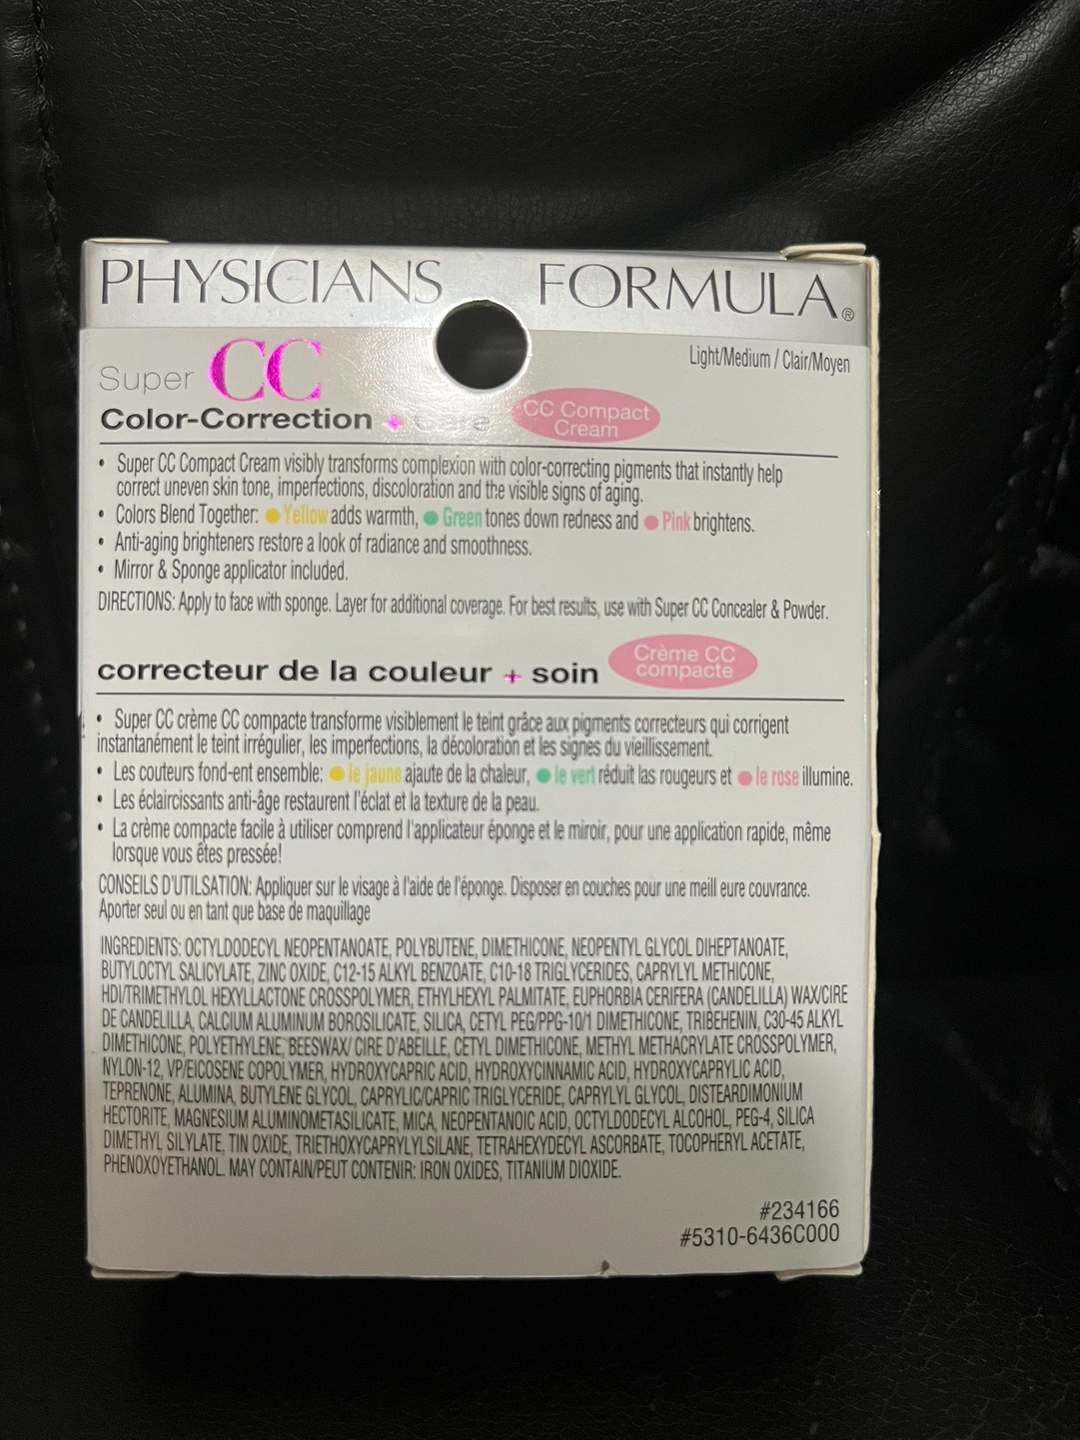 PHYSICIANS FORMULA®
Light/Medium / Clair/Moyen
Super CC
Color-Correction + Care
CC Compact
Cream
• Super CC Compact Cream visibly transforms complexion with color-correcting pigments that instantly help
correct uneven skin tone, imperfections, discoloration and the visible signs of aging.
• Colors Blend Together: ● Yellow adds warmth, ● Green tones down redness and ● Pink brightens.
• Anti-aging brighteners restore a look of radiance and smoothness.
• Mirror & Sponge applicator included.
DIRECTIONS: Apply to face with sponge. Layer for additional coverage. For best results, use with Super CC Concealer & Powder.
correcteur de la couleur + soin
Crème CC
compacte
• Super CC crème CC compacte transforme visiblement le teint grâce aux pigments correcteurs qui corrigent
instantanément le teint irrégulier, les imperfections, la décoloration et les signes du vieillissement.
• Les couteurs fond-ent ensemble: ● le jaune ajaute de la chaleur, ● le vert réduit las rougeurs et ● le rose illumine.
• Les éclaircissants anti-âge restaurent l'éclat et la texture de la peau.
• La crème compacte facile à utiliser comprend l'applicateur éponge et le miroir, pour une application rapide, même
lorsque vous êtes pressée!
CONSEILS D'UTILSATION: Appliquer sur le visage à l'aide de l'éponge. Disposer en couches pour une meill eure couvrance.
Aporter seul ou en tant que base de maquillage
INGREDIENTS: OCTYLDODECYL NEOPENTANOATE, POLYBUTENE, DIMETHICONE, NEOPENTYL GLYCOL DIHEPTANOATE,
BUTYLOCTYL SALICYLATE, ZINC OXIDE, C12-15 ALKYL BENZOATE, C10-18 TRIGLYCERIDES, CAPRYLYL METHICONE,
HDI/TRIMETHYLOL HEXYLLACTONE CROSSPOLYMER, ETHYLHEXYL PALMITATE, EUPHORBIA CERIFERA (CANDELILLA) WAX/CIRE
DE CANDELILLA, CALCIUM ALUMINUM BOROSILICATE, SILICA, CETYL PEG/PPG-10/1 DIMETHICONE, TRIBEHENIN, C30-45 ALKYL
DIMETHICONE, POLYETHYLENE, BEESWAX/ CIRE D'ABEILLE, CETYL DIMETHICONE, METHYL METHACRYLATE CROSSPOLYMER,
NYLON-12, VP/EICOSENE COPOLYMER, HYDROXYCAPRIC ACID, HYDROXYCINNAMIC ACID, HYDROXYCAPRYLIC ACID,
TEPRENONE, ALUMINA, BUTYLENE GLYCOL, CAPRYLIC/CAPRIC TRIGLYCERIDE, CAPRYLYL GLYCOL, DISTEARDIMONIUM
HECTORITE, MAGNESIUM ALUMINOMETASILICATE, MICA, NEOPENTANOIC ACID, OCTYLDODECYL ALCOHOL, PEG-4, SILICA
DIMETHYL SILYLATE, TIN OXIDE, TRIETHOXYCAPRYLYLSILANE, TETRAHEXYDECYL ASCORBATE, TOCOPHERYL ACETATE,
PHENOXYETHANOL. MAY CONTAIN/PEUT CONTENIR: IRON OXIDES, TITANIUM DIOXIDE.
#234166
#5310-6436C000